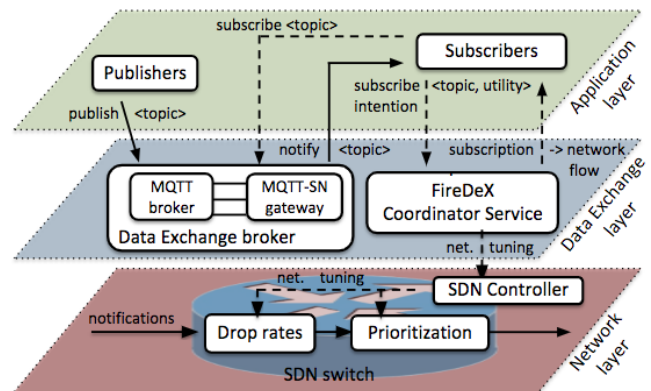 subscribe <topic>
Subscribers
Publishers
publish <topic>
subscribe <topic, utility>
intention
Application
layer
notify <topic>
subscription -> network
flow
MQTT
broker
MQTT-SN
gateway
Data Exchange broker
FireDeX
Coordinator Service
Data Exchange
layer
net. tuning
net. tuning
SDN Controller
notifications
Drop rates
Prioritization
SDN switch
Network
layer